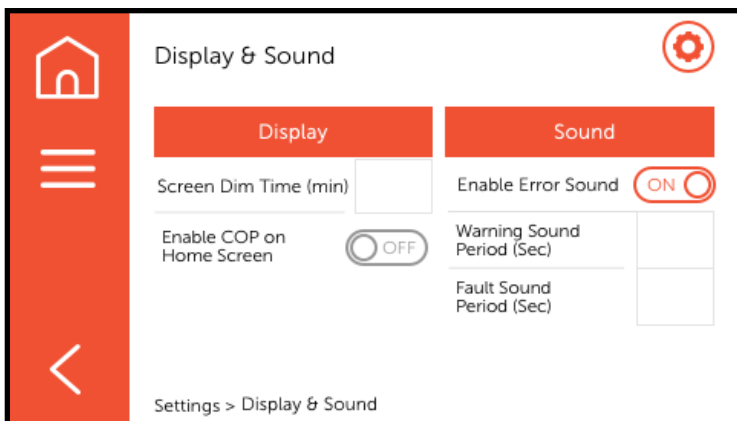 Display & Sound
Display
Screen Dim Time (min)
Enable COP on
Home Screen
OFF
Sound
Enable Error Sound
ON
Warning Sound
Period (Sec)
Fault Sound
Period (Sec)
Settings > Display & Sound